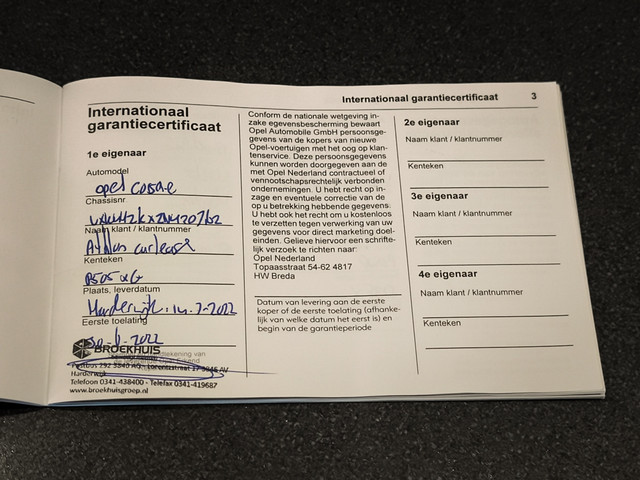 Internationaal garantiecertificaat 3
Internationaal
garantiecertificaat
1e eigenaar
Automodel
opel Corsa-e
Chassisnr.
Naam klant / klantnummer
Kenteken
Plaats, leverdatum
Harderwijk. 14-7-2022
Eerste toelating
BROEKHUIS
Postbus 292 3840 AG - Lorentzstraat
Harderwijk
Telefoon 0341-438400 - Telefax 0341-419687
www.broekhuisgroep.nl
Conform de nationale wetgeving in-
zake egevensbescherming bewaart
Opel Automobile GmbH persoonsge-
gevens van de kopers van nieuwe
Opel-voertuigen met het oog op klan-
tenservice. Deze persoonsgegevens
kunnen worden doorgegeven aan de
met Opel Nederland contractueel of
vennootschapsrechtelijk verbonden
ondernemingen. U hebt recht op in-
zage en eventuele correctie van de
op u betrekking hebbende gegevens.
U hebt ook het recht om u kosteloos
te verzetten tegen verwerking van uw
gegevens voor direct marketing doel-
einden. Gelieve hiervoor een schrifte-
lijk verzoek te richten naar:
Opel Nederland
Topaasstraat 54-62 4817
HW Breda
Datum van levering aan de eerste
koper of de eerste toelating (afhanke-
lijk van welke datum het eerst is) en
begin van de garantieperiode
2e eigenaar
Naam klant / klantnummer
Kenteken
3e eigenaar
Naam klant / klantnummer
Kenteken
4e eigenaar
Naam klant / klantnummer
Kenteken